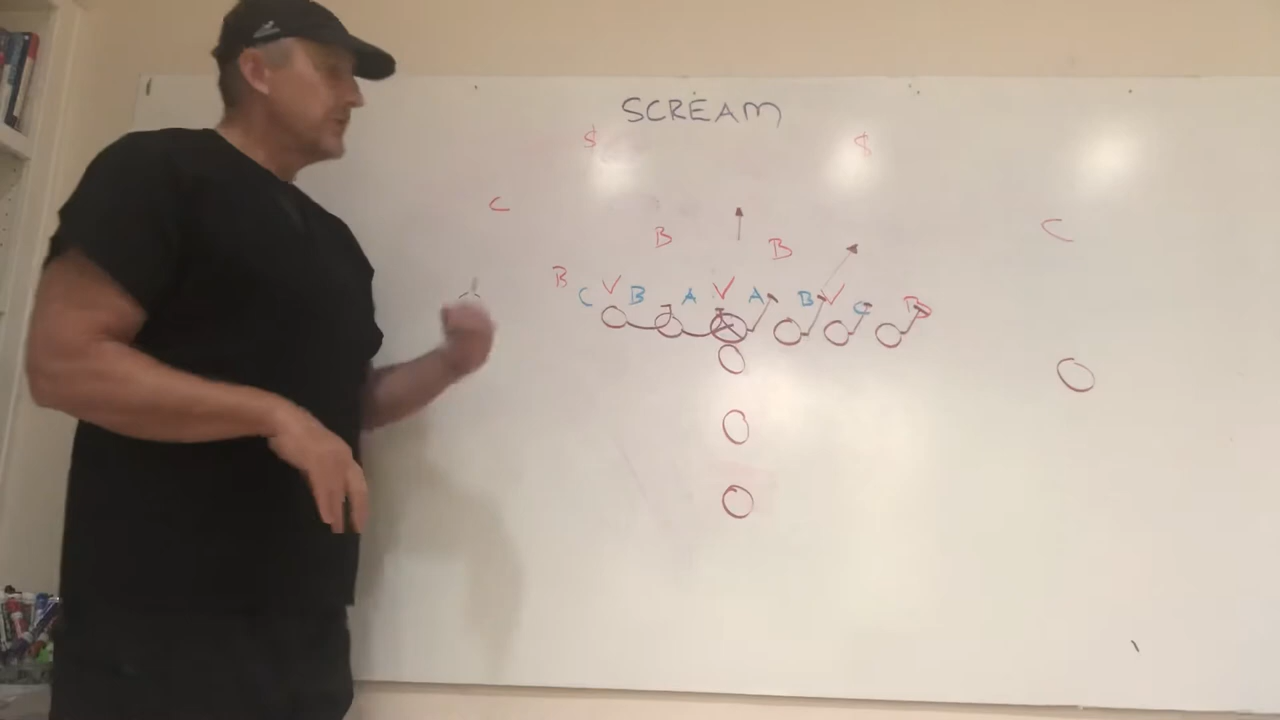 SCREAM
$ $
C C
B B
B V V V B
C B A A B C